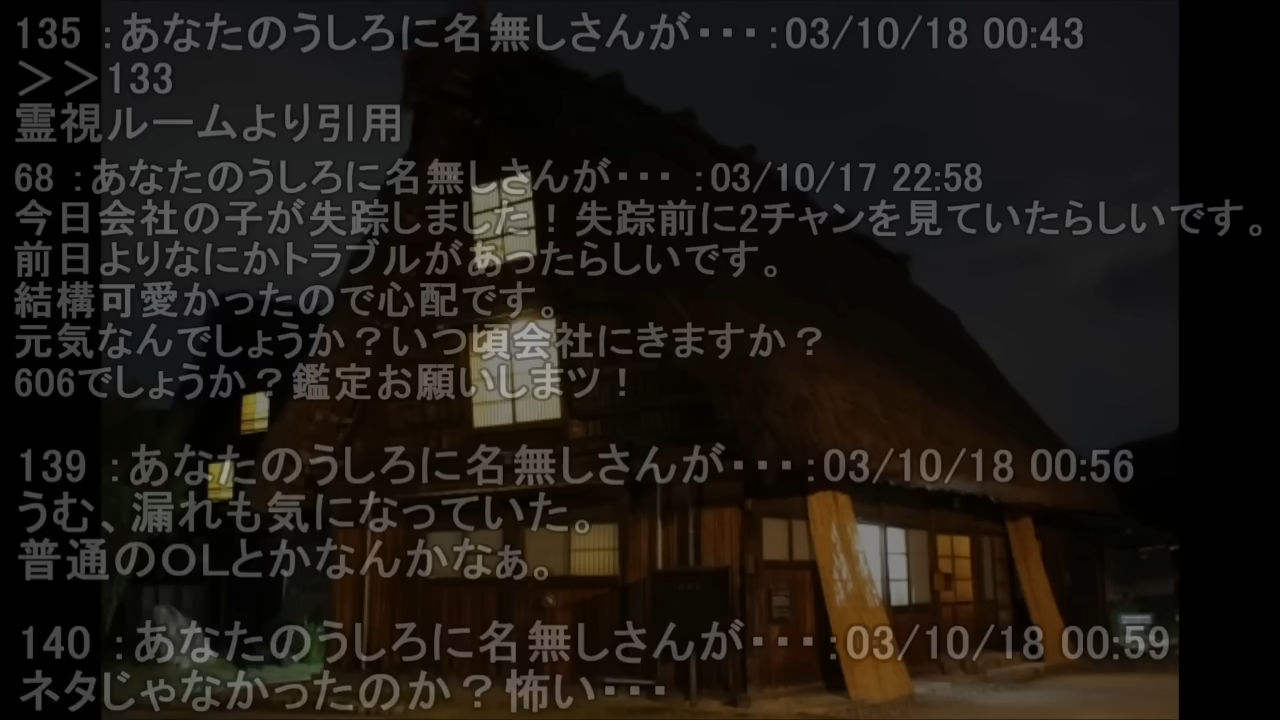 135 :あなたのうしろに名無しさんが・・・:03/10/18 00:43
＞＞133
霊視ルームより引用
68 :あなたのうしろに名無しさんが・・・ :03/10/17 22:58
今日会社の子が失踪しました！失踪前に2チャンを見ていたらしいです。
前日よりなにかトラブルがあったらしいです。
結構可愛かったので心配です。
元気なんでしょうか？いつ頃会社にきますか？
606でしょうか？鑑定お願いしまツ！
139 :あなたのうしろに名無しさんが・・・:03/10/18 00:56
うむ、漏れも気になっていた。
普通のＯＬとかなんかなぁ。
140 :あなたのうしろに名無しさんが・・・:03/10/18 00:59
ネタじゃなかったのか？怖い・・・